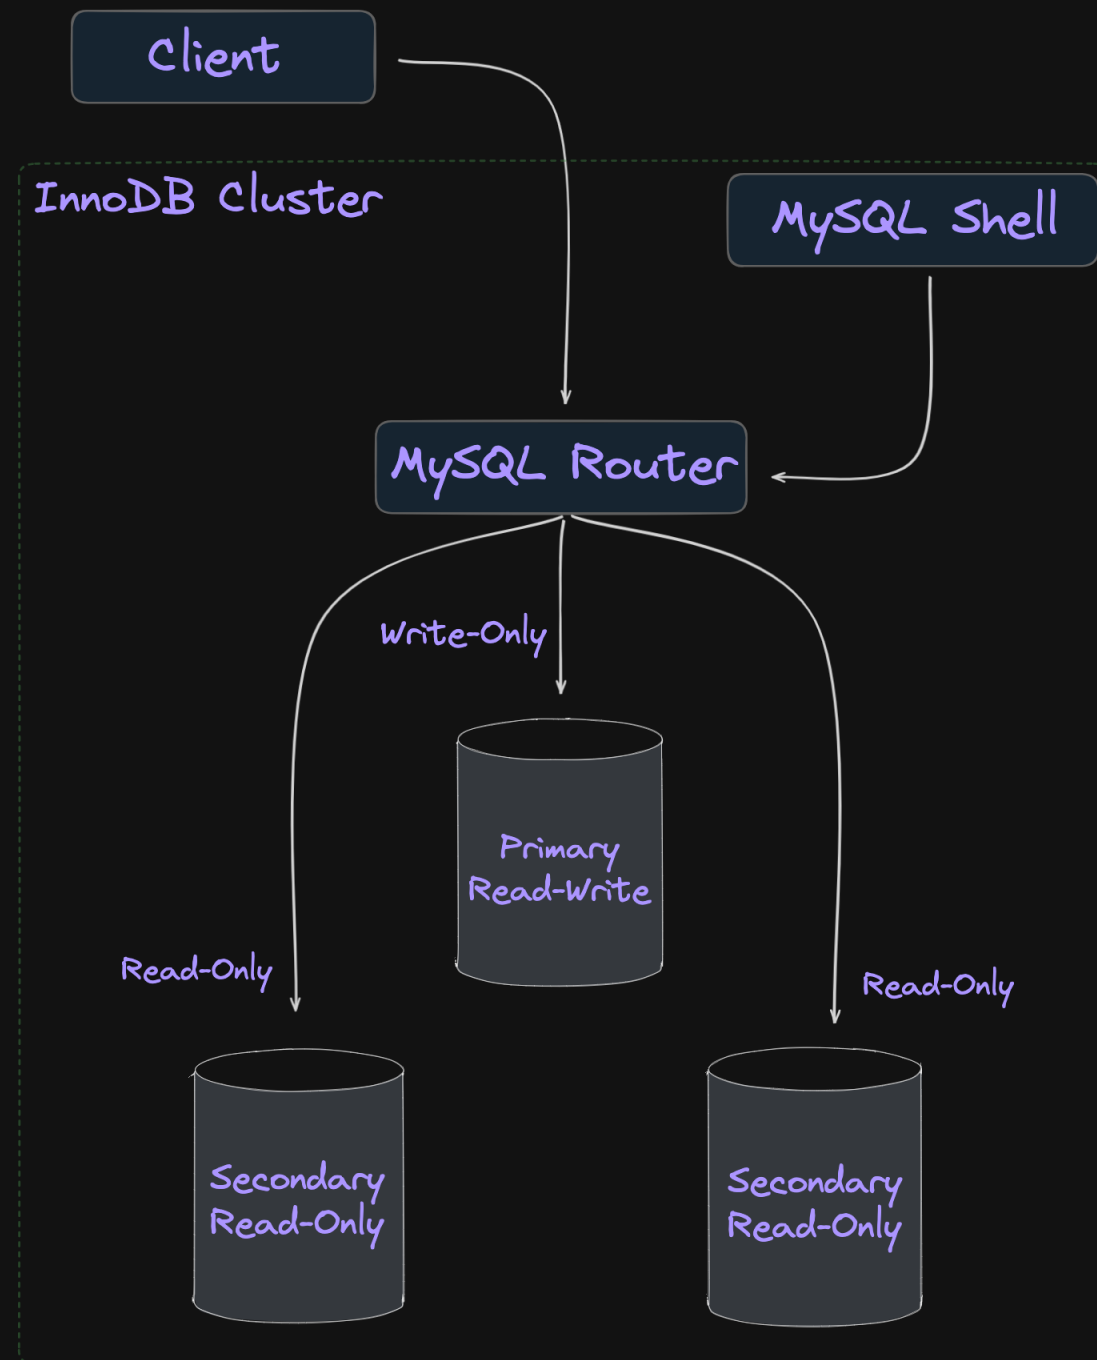 Client
InnoDB Cluster
MySQL Shell
MySQL Router
Write-Only
Primary
Read-Write
Read-Only
Read-Only
Secondary
Read-Only
Secondary
Read-Only